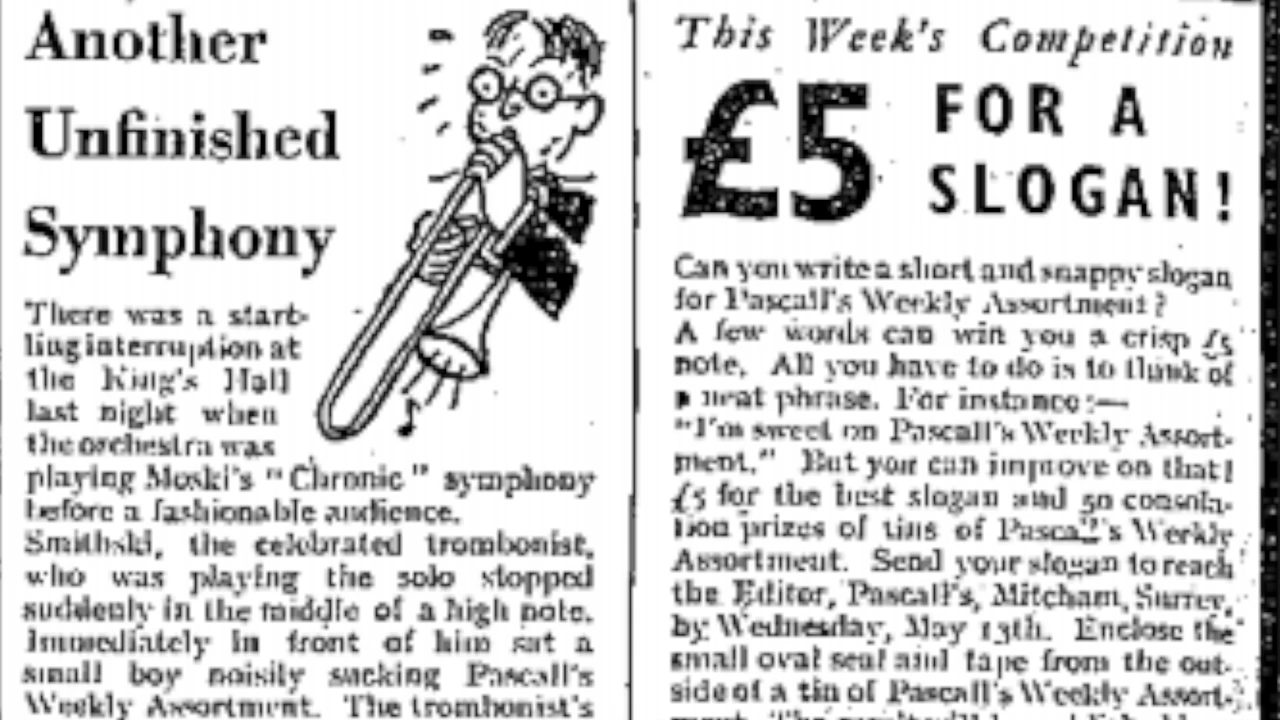 Another
Unfinished
Symphony
There was a start-
ling interruption at
the King's Hall
last night when
the orchestra was
playing Moski's "Chronic" symphony
before a fashionable audience.
Smithski, the celebrated trombonist,
who was playing the solo stopped
suddenly in the middle of a high note.
Immediately in front of him sat a
small boy noisily sucking Pascall's
Weekly Assortment. The trombonist's
This Week's Competition
£5 FOR A
SLOGAN!
Can you write a short and snappy slogan
for Pascall's Weekly Assortment?
A few words can win you a crisp £5
note. All you have to do is to think of
a neat phrase. For instance:—
"I'm sweet on Pascall's Weekly Assort-
ment." But you can improve on that!
£5 for the best slogan and 50 consola-
tion prizes of tins of Pascall's Weekly
Assortment. Send your slogan to reach
the Editor, Pascall's, Mitcham, Surrey,
by Wednesday, May 13th. Enclose the
small oval seal and tape from the out-
side of a tin of Pascall's Weekly Assort-